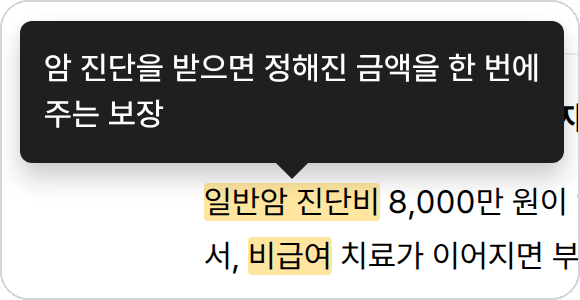 암 진단을 받으면 정해진 금액을 한 번에
주는 보장
일반암 진단비 8,000만 원이
서, 비급여 치료가 이어지면 부